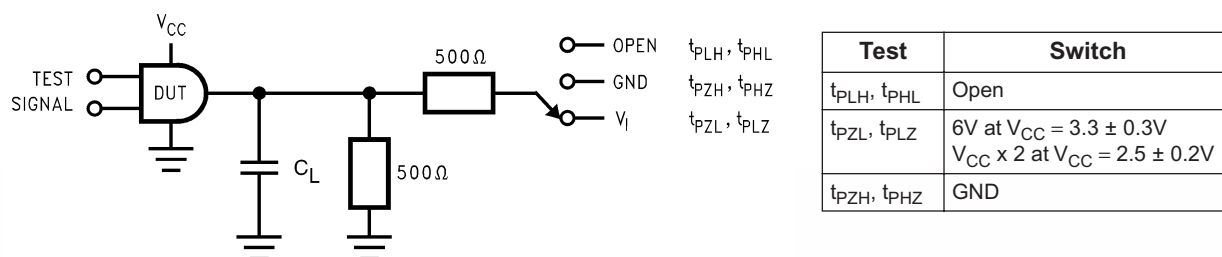 V_CC
TEST
SIGNAL
DUT
C_L
500Ω
500Ω
OPEN t_PLH, t_PHL
GND t_PZH, t_PHZ
V_I t_PZL, t_PLZ
Test Switch
t_PLH, t_PHL Open
t_PZL, t_PLZ 6V at V_CC = 3.3 ± 0.3V
V_CC x 2 at V_CC = 2.5 ± 0.2V
t_PZH, t_PHZ GND